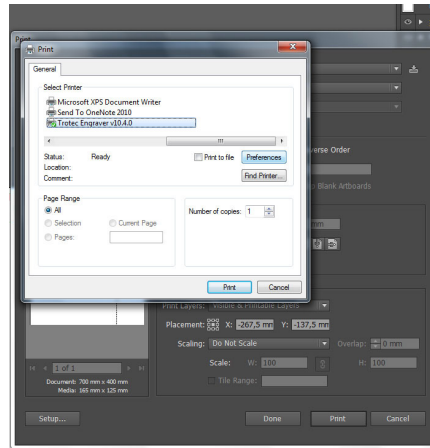 Print
Print
General
Select Printer
Microsoft XPS Document Writer
Send To OneNote 2010
Trotec Engraver v10.4.0
Status: Ready
Print to file
Preferences
Location:
Comment:
Find Printer...
Page Range
All
Selection
Current Page
Pages:
Number of copies: 1
Print
Cancel
erse Order
Blank Artboards
mm
Print Layers: Visible & Printable Layers
Placement: X: -267,5 mm Y: -137,5 mm
Scaling: Do Not Scale
Overlap: 0 mm
Scale: W: 100 H: 100
Tile Range:
1 of 1
Document: 700 mm x 400 mm
Media: 165 mm x 125 mm
Setup...
Done
Print
Cancel